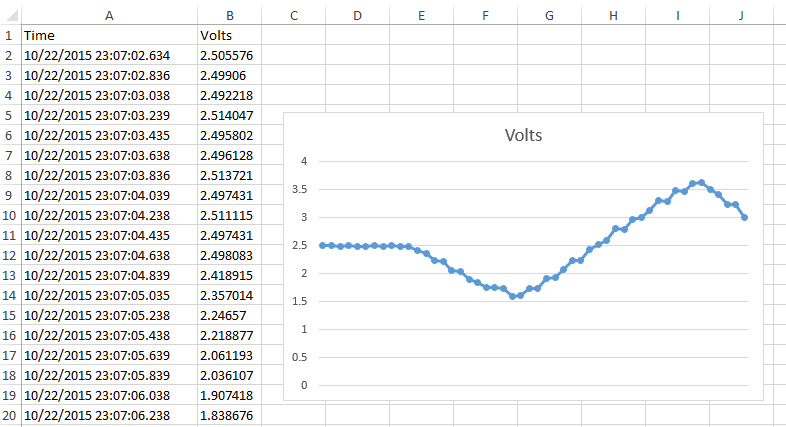 A B C D E F G H I J
1 Time Volts
2 10/22/2015 23:07:02.634 2.505576
3 10/22/2015 23:07:02.836 2.49906
4 10/22/2015 23:07:03.038 2.492218
5 10/22/2015 23:07:03.239 2.514047
6 10/22/2015 23:07:03.435 2.495802
7 10/22/2015 23:07:03.638 2.496128
8 10/22/2015 23:07:03.836 2.513721
9 10/22/2015 23:07:04.039 2.497431
10 10/22/2015 23:07:04.238 2.511115
11 10/22/2015 23:07:04.435 2.497431
12 10/22/2015 23:07:04.638 2.498083
13 10/22/2015 23:07:04.839 2.418915
14 10/22/2015 23:07:05.035 2.357014
15 10/22/2015 23:07:05.238 2.24657
16 10/22/2015 23:07:05.438 2.218877
17 10/22/2015 23:07:05.639 2.061193
18 10/22/2015 23:07:05.839 2.036107
19 10/22/2015 23:07:06.038 1.907418
20 10/22/2015 23:07:06.238 1.838676
Volts
4
3.5
3
2.5
2
1.5
1
0.5
0